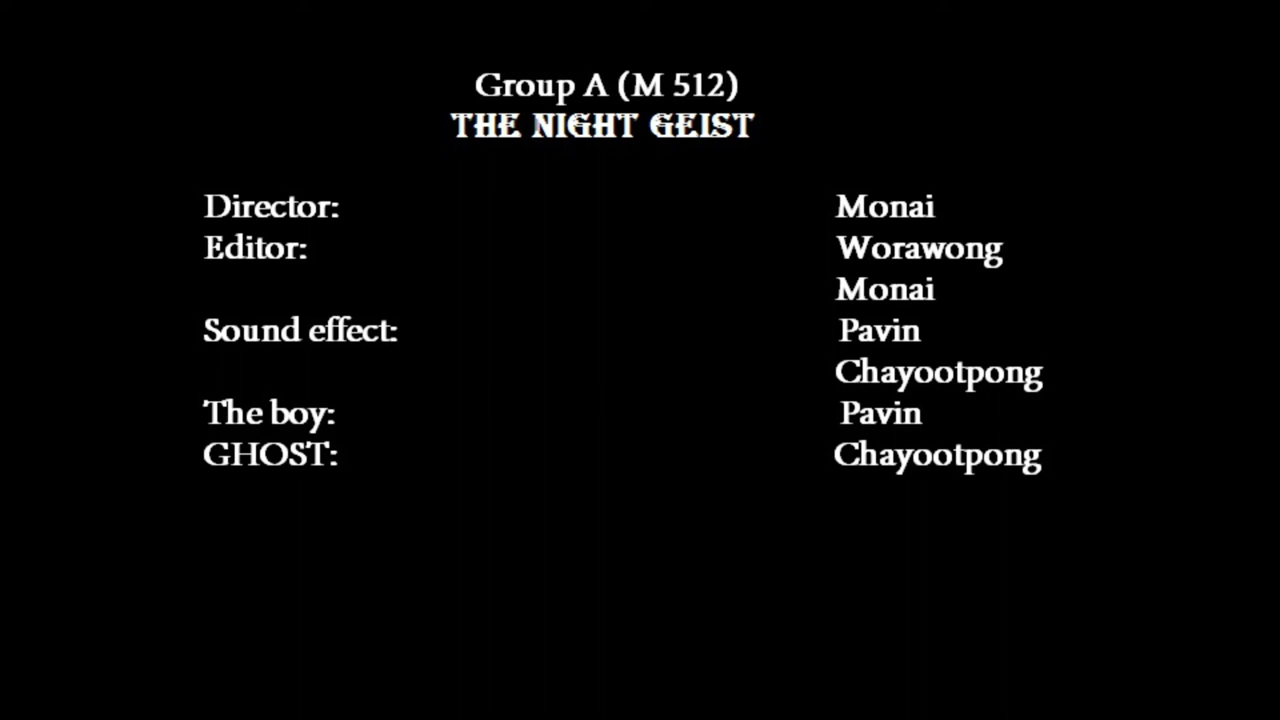 Group A (M 512)
THE NIGHT GEIST
Director: Monai
Editor: Worawong
Monai
Sound effect: Pavin
Chayootpong
The boy: Pavin
GHOST: Chayootpong